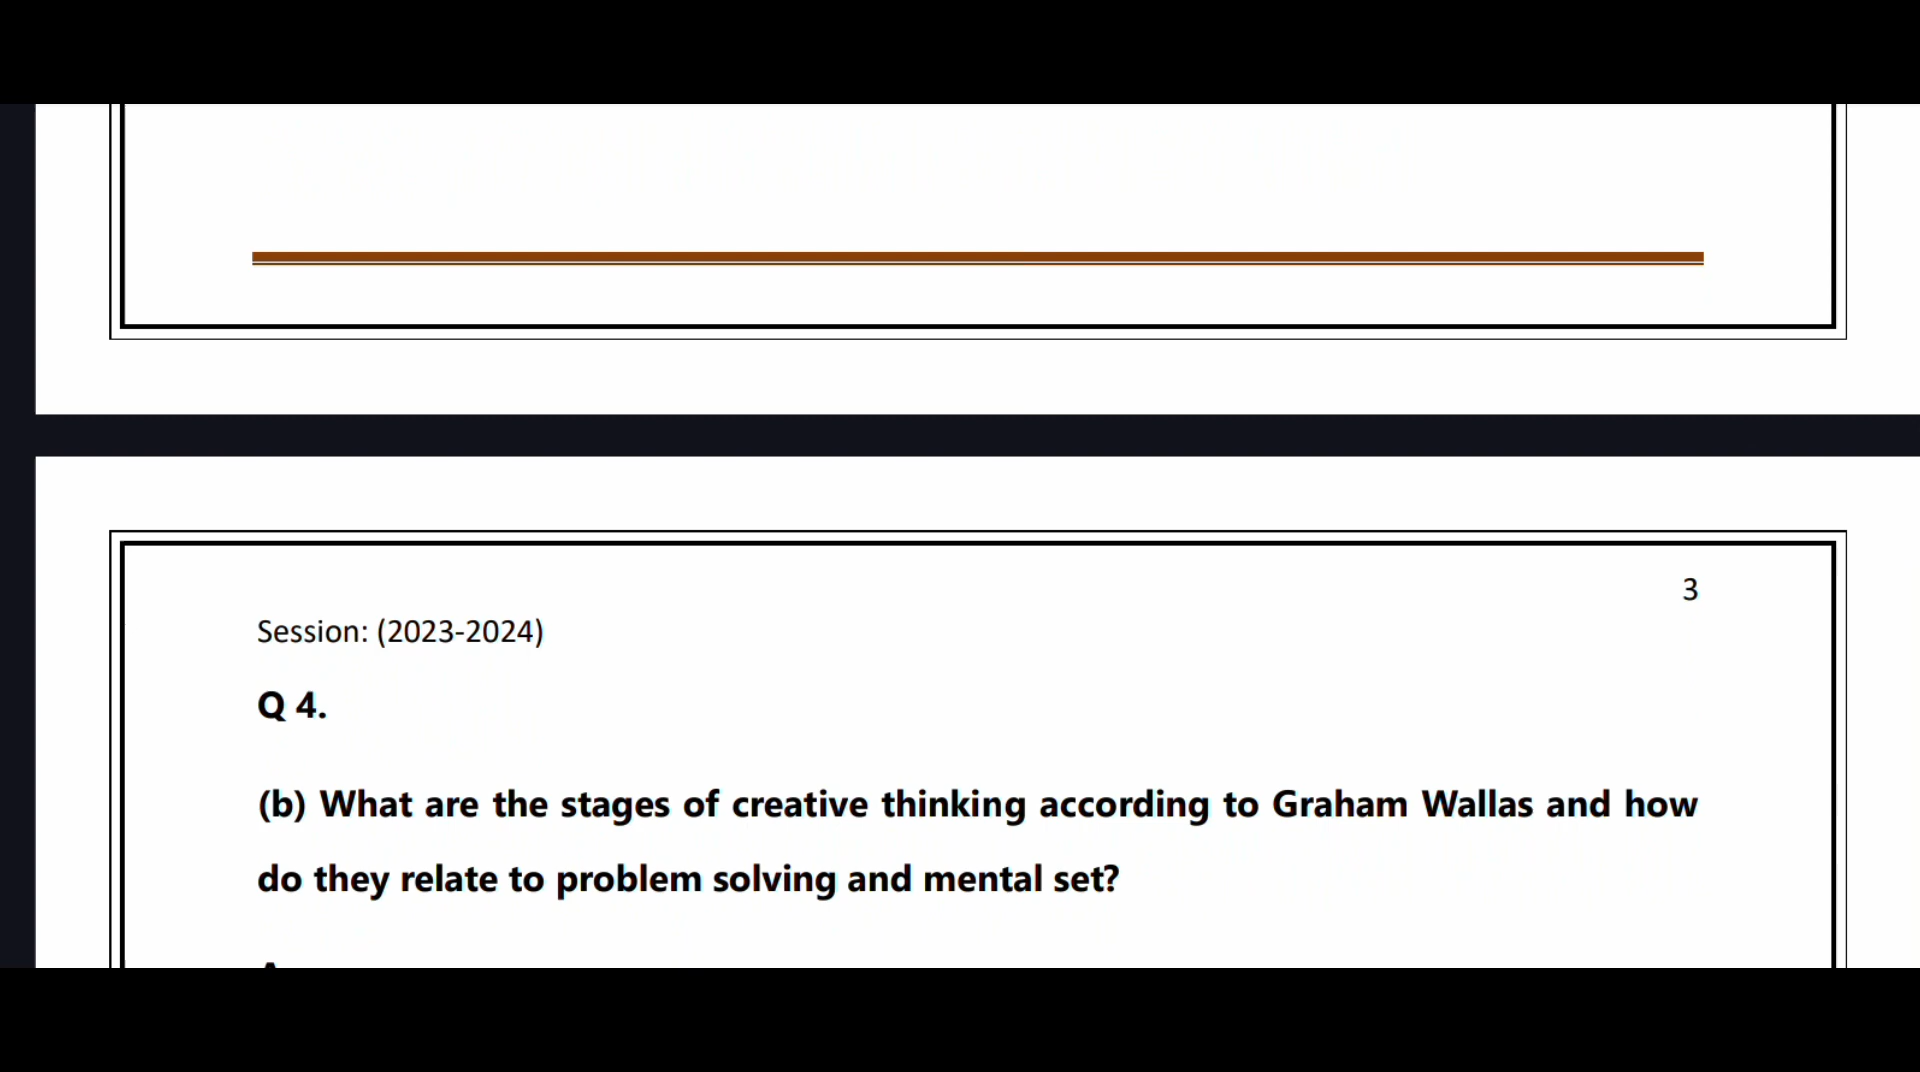 3
Session: (2023-2024)
Q 4.
(b) What are the stages of creative thinking according to Graham Wallas and how
do they relate to problem solving and mental set?